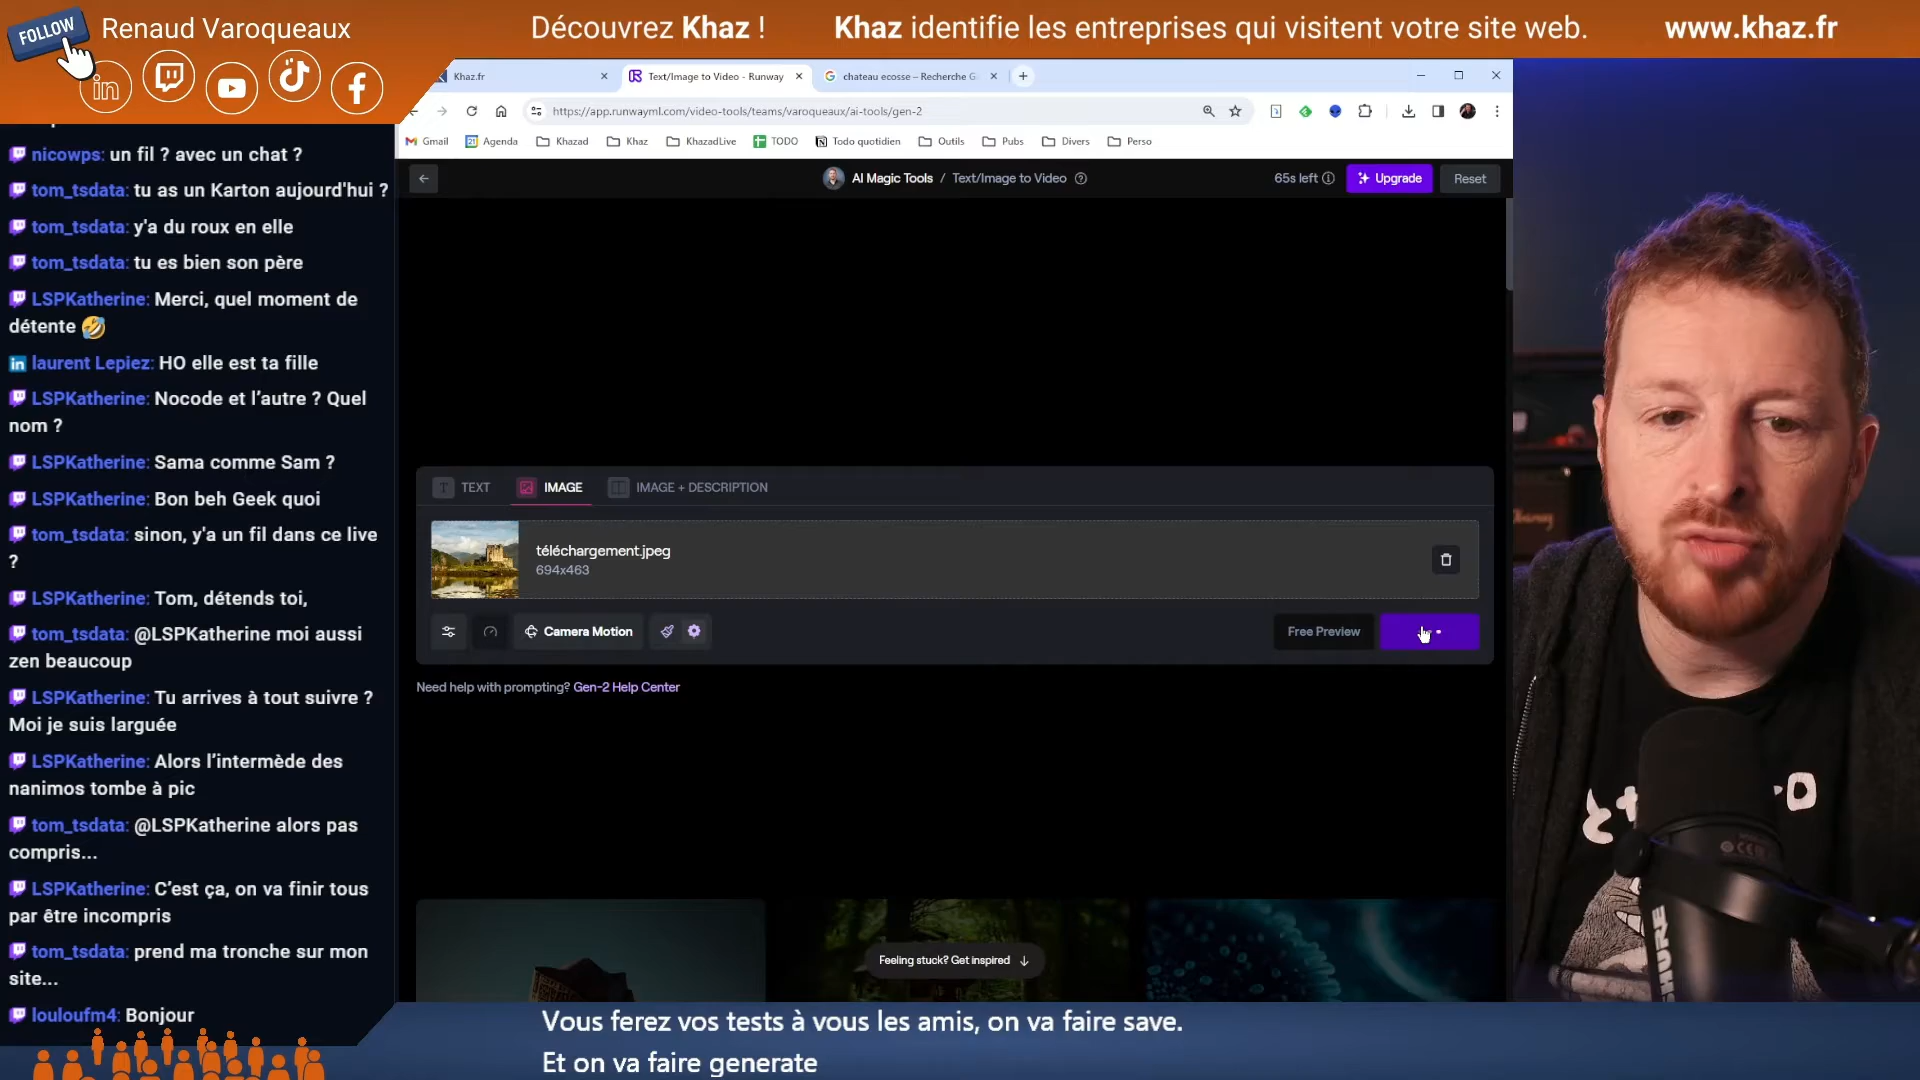 FOLLOW
Renaud Varoqueaux
Découvrez Khaz !
Khaz identifie les entreprises qui visitent votre site web.
www.khaz.fr
nicowps: un fil ? avec un chat ?
tom_tsdata: tu as un Karton aujourd'hui ?
tom_tsdata: y'a du roux en elle
tom_tsdata: tu es bien son père
LSPKatherine: Merci, quel moment de
détente 🤣
laurent Lepiez: HO elle est ta fille
LSPKatherine: Nocode et l’autre ? Quel
nom ?
LSPKatherine: Sama comme Sam ?
LSPKatherine: Bon beh Geek quoi
tom_tsdata: sinon, y'a un fil dans ce live
?
LSPKatherine: Tom, détends toi,
tom_tsdata: @LSPKatherine moi aussi
zen beaucoup
LSPKatherine: Tu arrives à tout suivre ?
Moi je suis larguée
LSPKatherine: Alors l’intermède des
nanimos tombe à pic
tom_tsdata: @LSPKatherine alors pas
compris...
LSPKatherine: C’est ça, on va finir tous
par être incompris
tom_tsdata: prend ma tronche sur mon
site...
louloufm4: Bonjour
Khaz.fr
Text/Image to Video - Runway
chateau ecosse – Recherche G
https://app.runwayml.com/video-tools/teams/varoqueaux/ai-tools/gen-2
Gmail
Agenda
Khazad
Khaz
KhazadLive
TODO
Todo quotidien
Outils
Pubs
Divers
Perso
AI Magic Tools / Text/Image to Video
65s left
Upgrade
Reset
TEXT
IMAGE
IMAGE + DESCRIPTION
téléchargement.jpeg
694x463
Camera Motion
Free Preview
Need help with prompting? Gen-2 Help Center
Feeling stuck? Get inspired
SHURE
Vous ferez vos tests à vous les amis, on va faire save.
Et on va faire generate